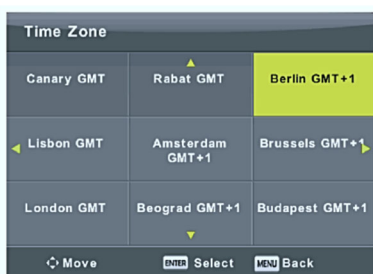 Time Zone
Canary GMT
Rabat GMT
Berlin GMT+1
Lisbon GMT
Amsterdam
GMT+1
Brussels GMT+1
London GMT
Beograd GMT+1
Budapest GMT+1
Move
ENTER Select
MENU Back